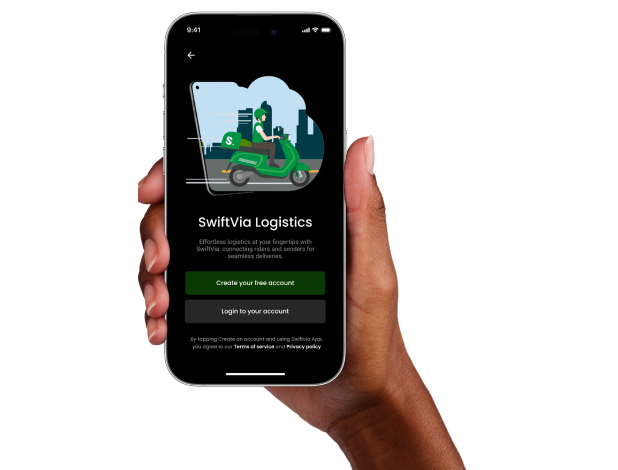 9:41
S.
SwiftVia Logistics
Effortless logistics at your fingertips with
SwiftVia: connecting riders and senders for
seamless deliveries.
Create your free account
Login to your account
By tapping Create an account and using SwiftVia App,
you agree to our Terms of service and Privacy policy